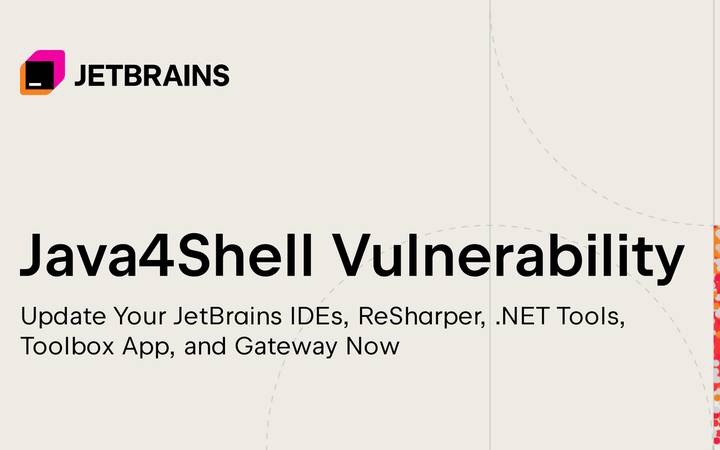 JETBRAINS
Java4Shell Vulnerability
Update Your JetBrains IDEs, ReSharper, .NET Tools,
Toolbox App, and Gateway Now